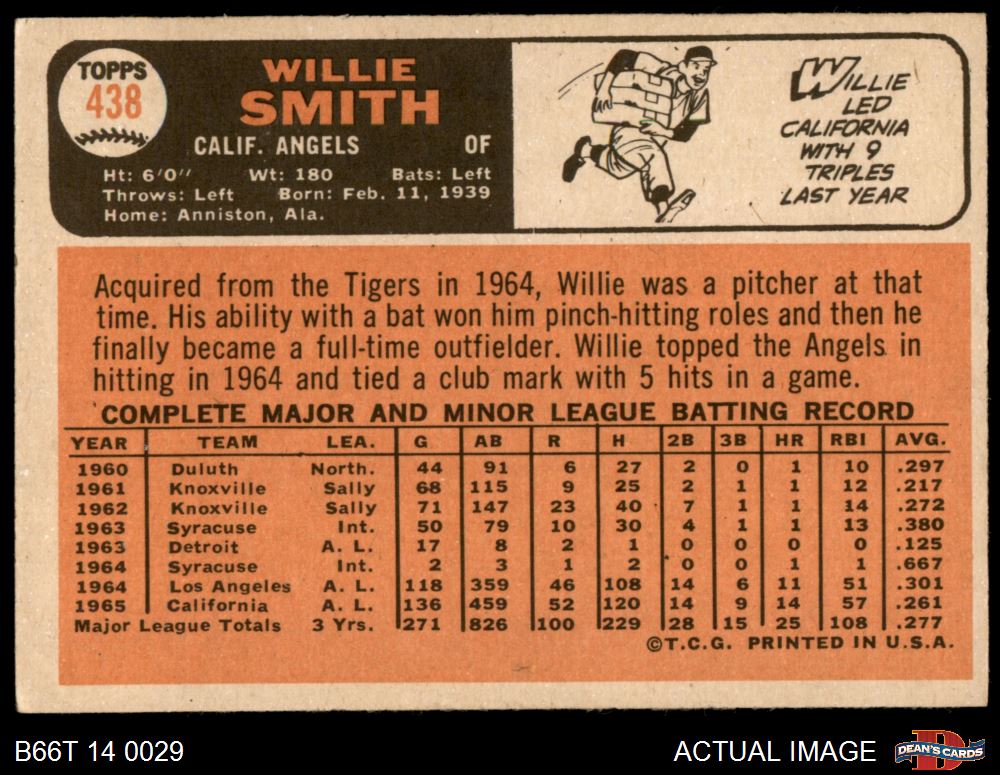 TOPPS
438
WILLIE
SMITH
CALIF. ANGELS OF
Ht: 6'0" Wt: 180 Bats: Left
Throws: Left Born: Feb. 11, 1939
Home: Anniston, Ala.
WILLIE
LED
CALIFORNIA
WITH 9
TRIPLES
LAST YEAR
Acquired from the Tigers in 1964, Willie was a pitcher at that
time. His ability with a bat won him pinch-hitting roles and then he
finally became a full-time outfielder. Willie topped the Angels in
hitting in 1964 and tied a club mark with 5 hits in a game.
COMPLETE MAJOR AND MINOR LEAGUE BATTING RECORD
YEAR TEAM LEA. G AB R H 2B 3B HR RBI AVG.
1960 Duluth North. 44 91 6 27 2 0 1 10 .297
1961 Knoxville Sally 68 115 9 25 2 1 1 12 .217
1962 Knoxville Sally 71 147 23 40 7 1 1 14 .272
1963 Syracuse Int. 50 79 10 30 4 1 1 13 .380
1963 Detroit A. L. 17 8 2 1 0 0 0 0 .125
1964 Syracuse Int. 2 3 1 2 0 0 1 1 .667
1964 Los Angeles A. L. 118 359 46 108 14 6 11 51 .301
1965 California A. L. 136 459 52 120 14 9 14 57 .261
Major League Totals 3 Yrs. 271 826 100 229 28 15 25 108 .277
©T.C.G. PRINTED IN U.S.A.
B66T 14 0029 ACTUAL IMAGE DEAN'S CARDS